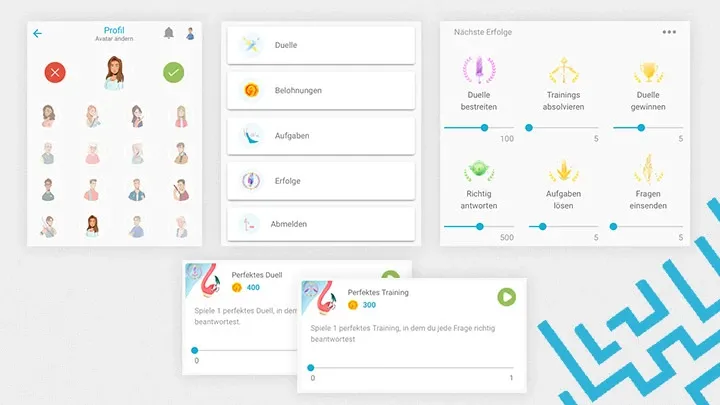 Profil
Avatar ändern
Duelle
Belohnungen
Aufgaben
Erfolge
Abmelden
Nächste Erfolge
Duelle
bestreiten
100
Trainings
absolvieren
5
Duelle
gewinnen
5
Richtig
antworten
500
Aufgaben
lösen
5
Fragen
einsenden
5
Perfektes Duell
400
Spiele 1 perfektes Duell, in dem
beantwortest.
0
Perfektes Training
300
Spiele 1 perfektes Training, in dem du jede Frage richtig
beantwortest
0
1